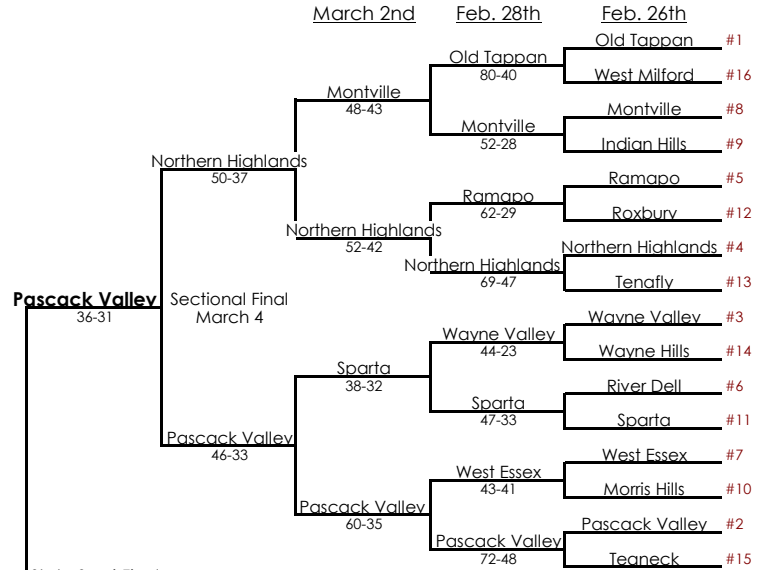 March 2nd
Feb. 28th
Feb. 26th
Old Tappan #1
Old Tappan
80-40
West Milford #16
Montville
48-43
Montville #8
Montville
52-28
Indian Hills #9
Northern Highlands
50-37
Ramapo #5
Ramapo
62-29
Roxbury #12
Northern Highlands
52-42
Northern Highlands #4
Northern Highlands
69-47
Tenafly #13
Pascack Valley
36-31
Sectional Final
March 4
Wayne Valley #3
Wayne Valley
44-23
Wayne Hills #14
Sparta
38-32
River Dell #6
Sparta
47-33
Sparta #11
Pascack Valley
46-33
West Essex #7
West Essex
43-41
Morris Hills #10
Pascack Valley
60-35
Pascack Valley #2
Pascack Valley
72-48
Teaneck #15